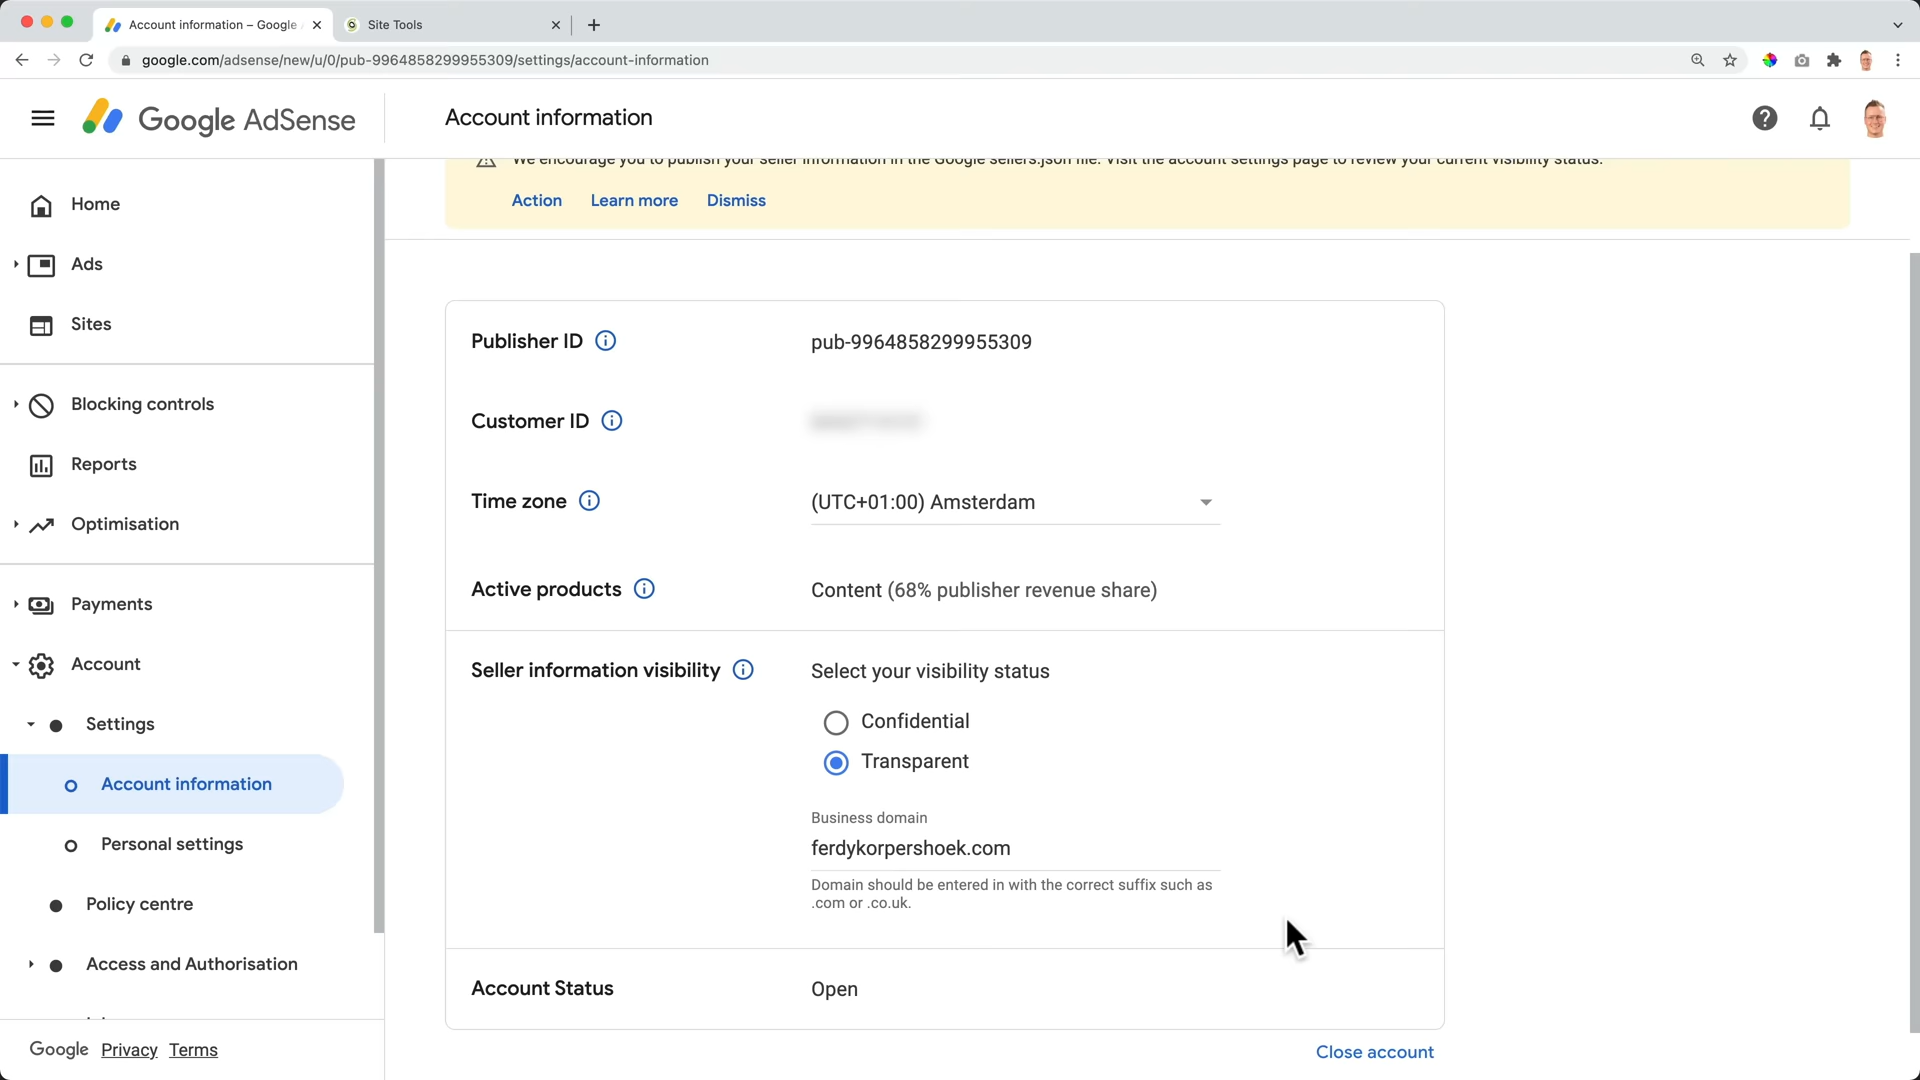 Account information – Google
Site Tools
google.com/adsense/new/u/0/pub-9964858299955309/settings/account-information
Google AdSense
Account information
We encourage you to publish your seller information in the Google sellers.json file. Visit the account settings page to review your current visibility status.
Action Learn more Dismiss
Home
Ads
Sites
Blocking controls
Reports
Optimisation
Payments
Account
Settings
Account information
Personal settings
Policy centre
Access and Authorisation
Google Privacy Terms
Publisher ID
pub-9964858299955309
Customer ID
Time zone
(UTC+01:00) Amsterdam
Active products
Content (68% publisher revenue share)
Seller information visibility
Select your visibility status
Confidential
Transparent
Business domain
ferdykorpershoek.com
Domain should be entered in with the correct suffix such as
.com or .co.uk.
Account Status
Open
Close account